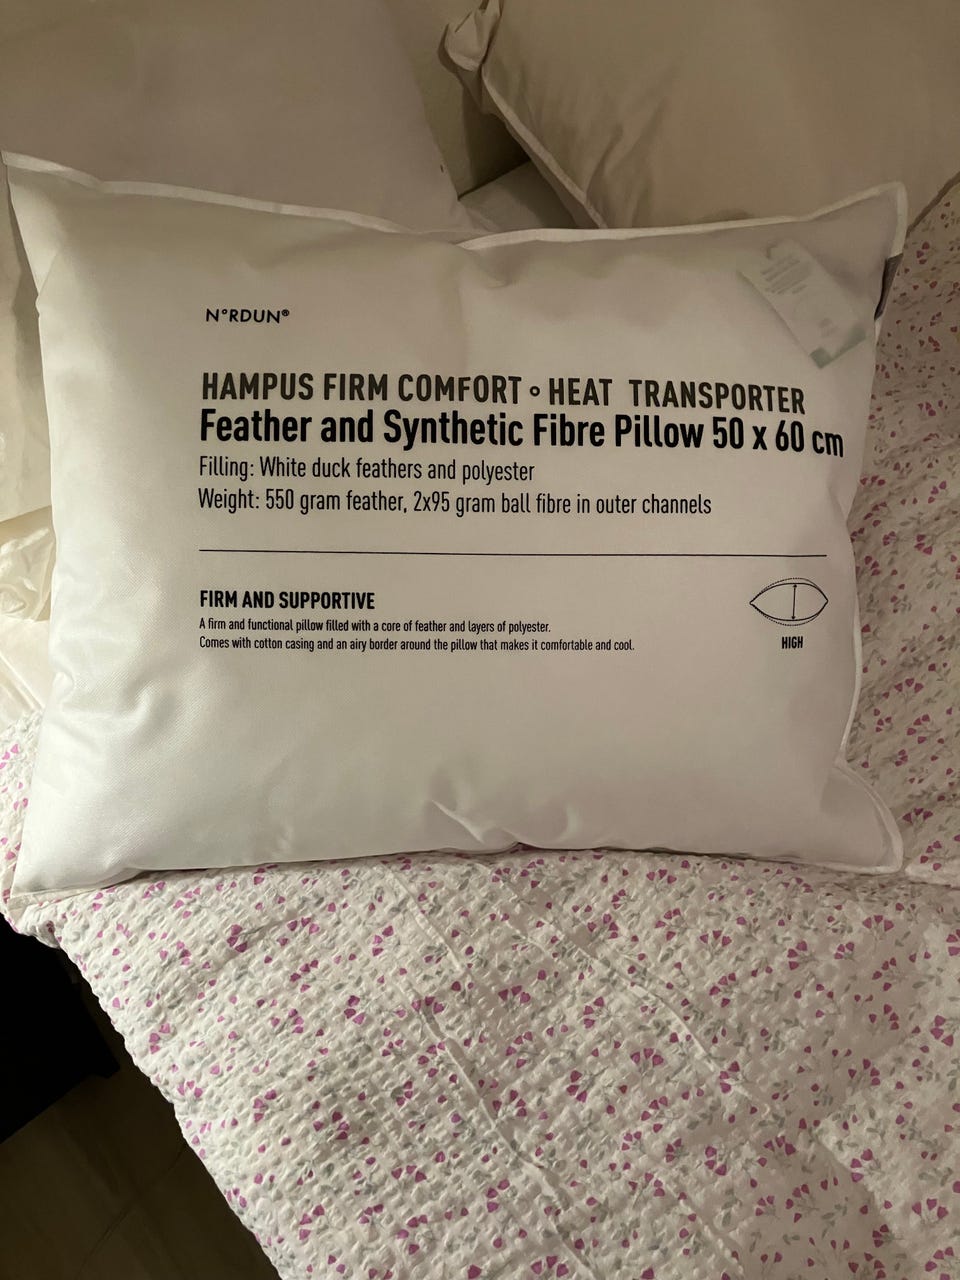 N°RDUN®
HAMPUS FIRM COMFORT ∘ HEAT TRANSPORTER
Feather and Synthetic Fibre Pillow 50 x 60 cm
Filling: White duck feathers and polyester
Weight: 550 gram feather, 2x95 gram ball fibre in outer channels
FIRM AND SUPPORTIVE
A firm and functional pillow filled with a core of feather and layers of polyester.
Comes with cotton casing and an airy border around the pillow that makes it comfortable and cool.
HIGH